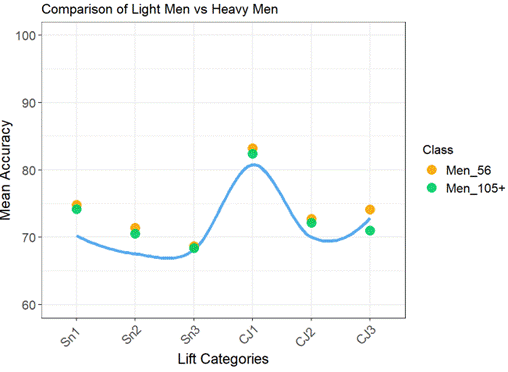 Comparison of Light Men vs Heavy Men
100
90
80
70
60
Mean Accuracy
Sn1
Sn2
Sn3
CJ1
CJ2
CJ3
Lift Categories
Class
Men_56
Men_105+